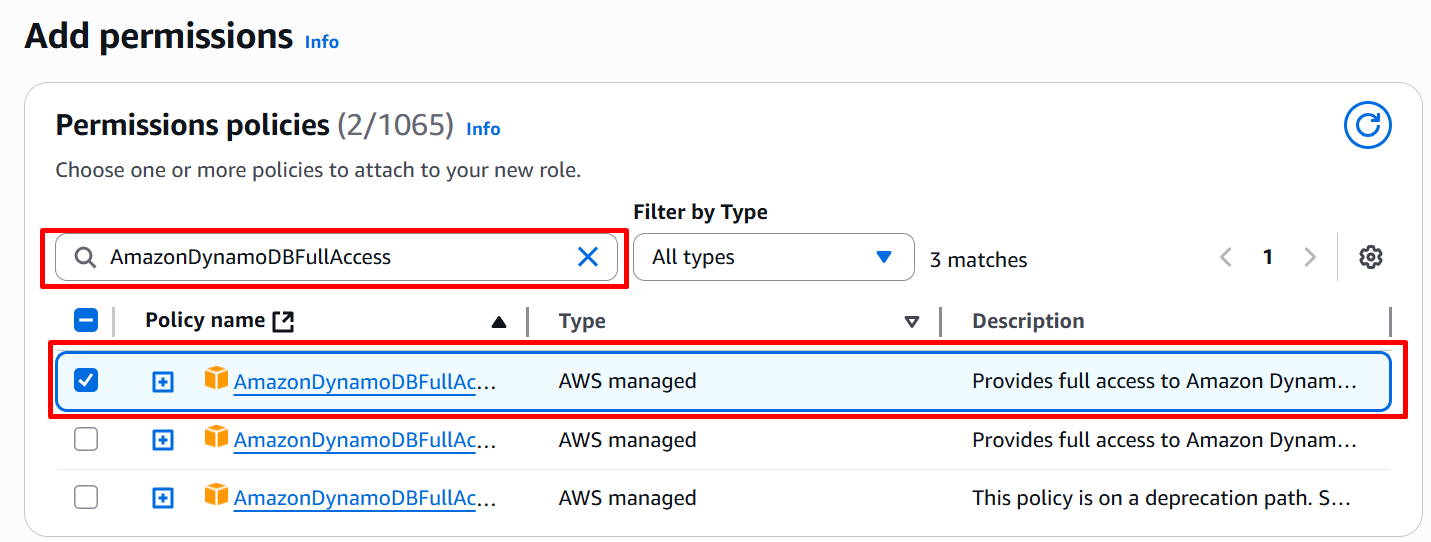 Add permissions Info
Permissions policies (2/1065) Info
Choose one or more policies to attach to your new role.
Filter by Type
AmazonDynamoDBFullAccess All types 3 matches 1
Policy name Type Description
AmazonDynamoDBFullAc... AWS managed Provides full access to Amazon Dynam...
AmazonDynamoDBFullAc... AWS managed Provides full access to Amazon Dynam...
AmazonDynamoDBFullAc... AWS managed This policy is on a deprecation path. S...